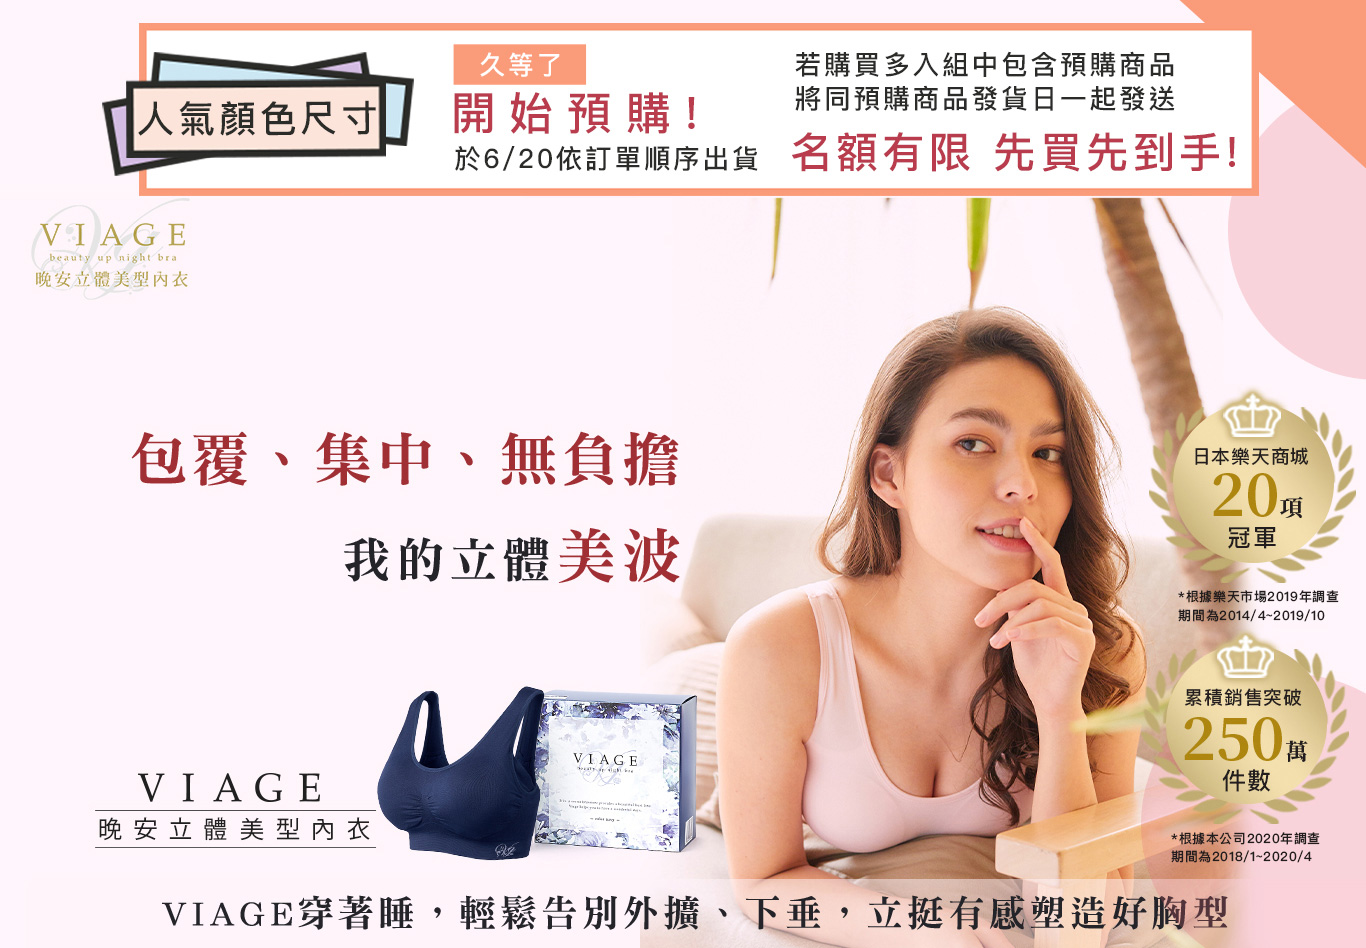 人氣顏色尺寸
久等了
開始預購!
於6/20依訂單順序出貨
若購買多入組中包含預購商品
將同預購商品發貨日一起發送
名額有限 先買先到手!
VIAGE
beauty up night bra
晚安立體美型內衣
包覆、集中、無負擔
我的立體美波
日本樂天商城
20項
冠軍
*根據樂天市場2019年調查
期間為2014/4~2019/10
累積銷售突破
250萬
件數
*根據本公司2020年調查
期間為2018/1~2020/4
VIAGE
beauty up night bra
VIAGE
晚安立體美型內衣
VIAGE穿著睡，輕鬆告別外擴、下垂，立挺有感塑造好胸型